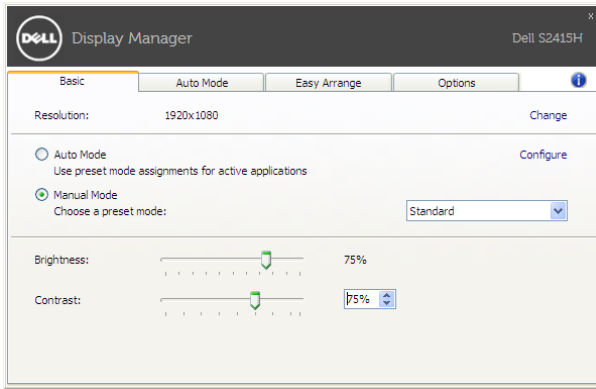 x
DELL Display Manager Dell S2415H
Basic Auto Mode Easy Arrange Options i
Resolution: 1920x1080 Change
Auto Mode Configure
Use preset mode assignments for active applications
Manual Mode
Choose a preset mode: Standard
Brightness: 75%
Contrast: 75%